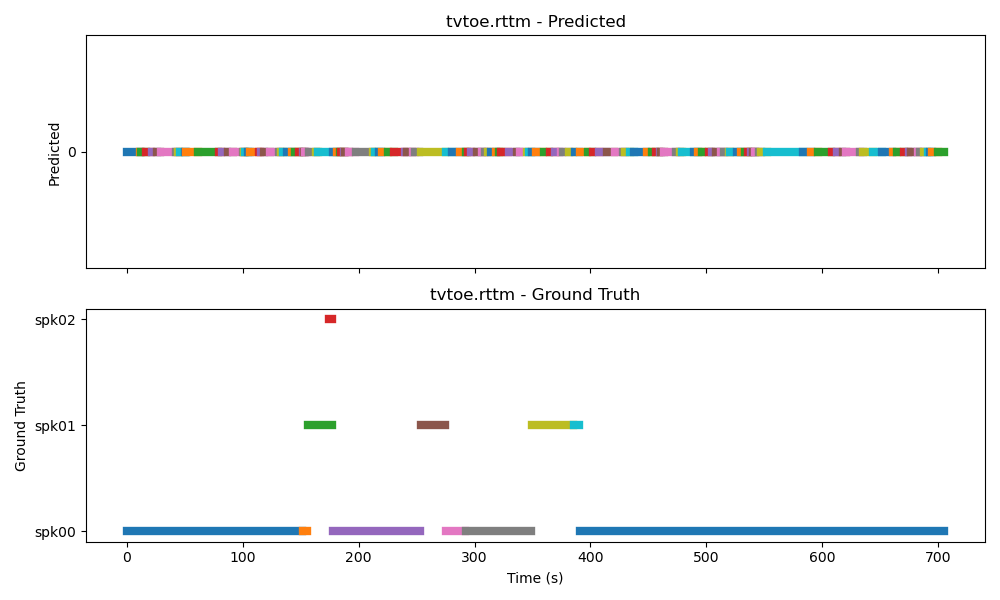 tvtoe.rttm - Predicted
Predicted
0
tvtoe.rttm - Ground Truth
Ground Truth
spk02
spk01
spk00
0 100 200 300 400 500 600 700
Time (s)